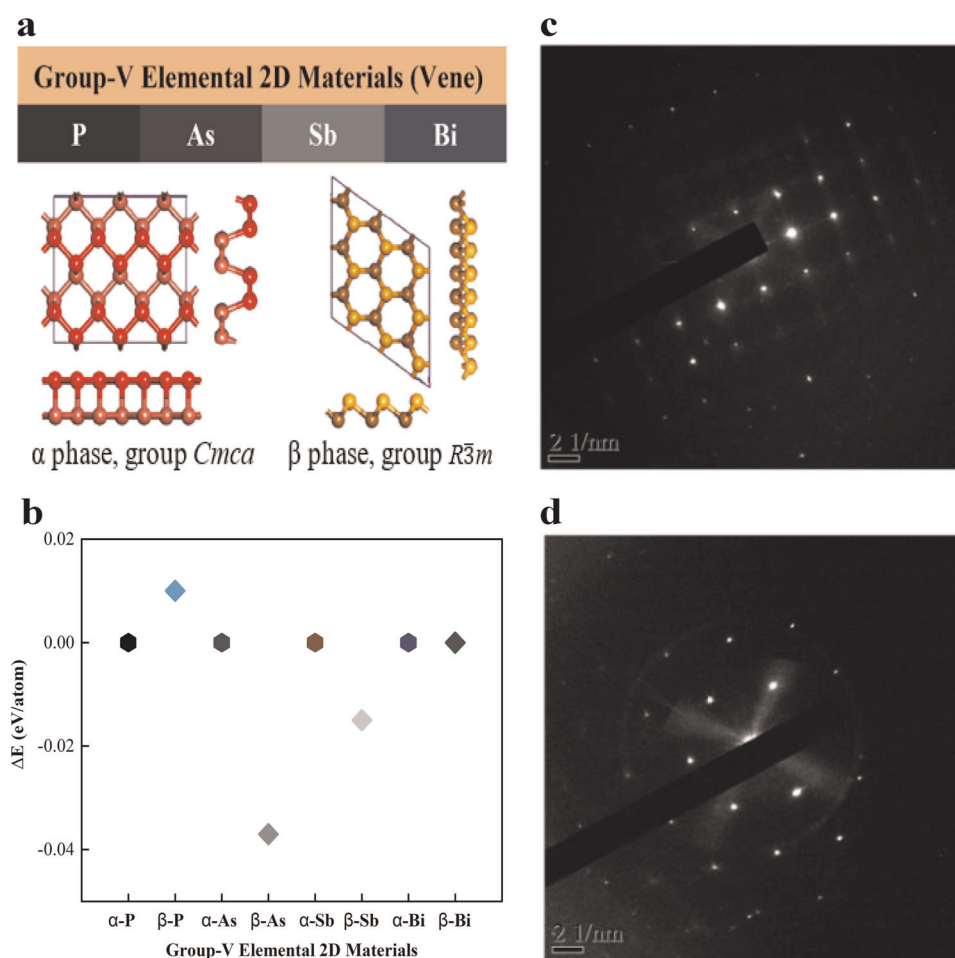 a
Group-V Elemental 2D Materials (Vene)
P As Sb Bi
α phase, group Cmca
β phase, group R3̅m
b
0.02
0.00
-0.02
-0.04
ΔE (eV/atom)
α-P β-P α-As β-As α-Sb β-Sb α-Bi β-Bi
Group-V Elemental 2D Materials
c
2 1/nm
d
2 1/nm